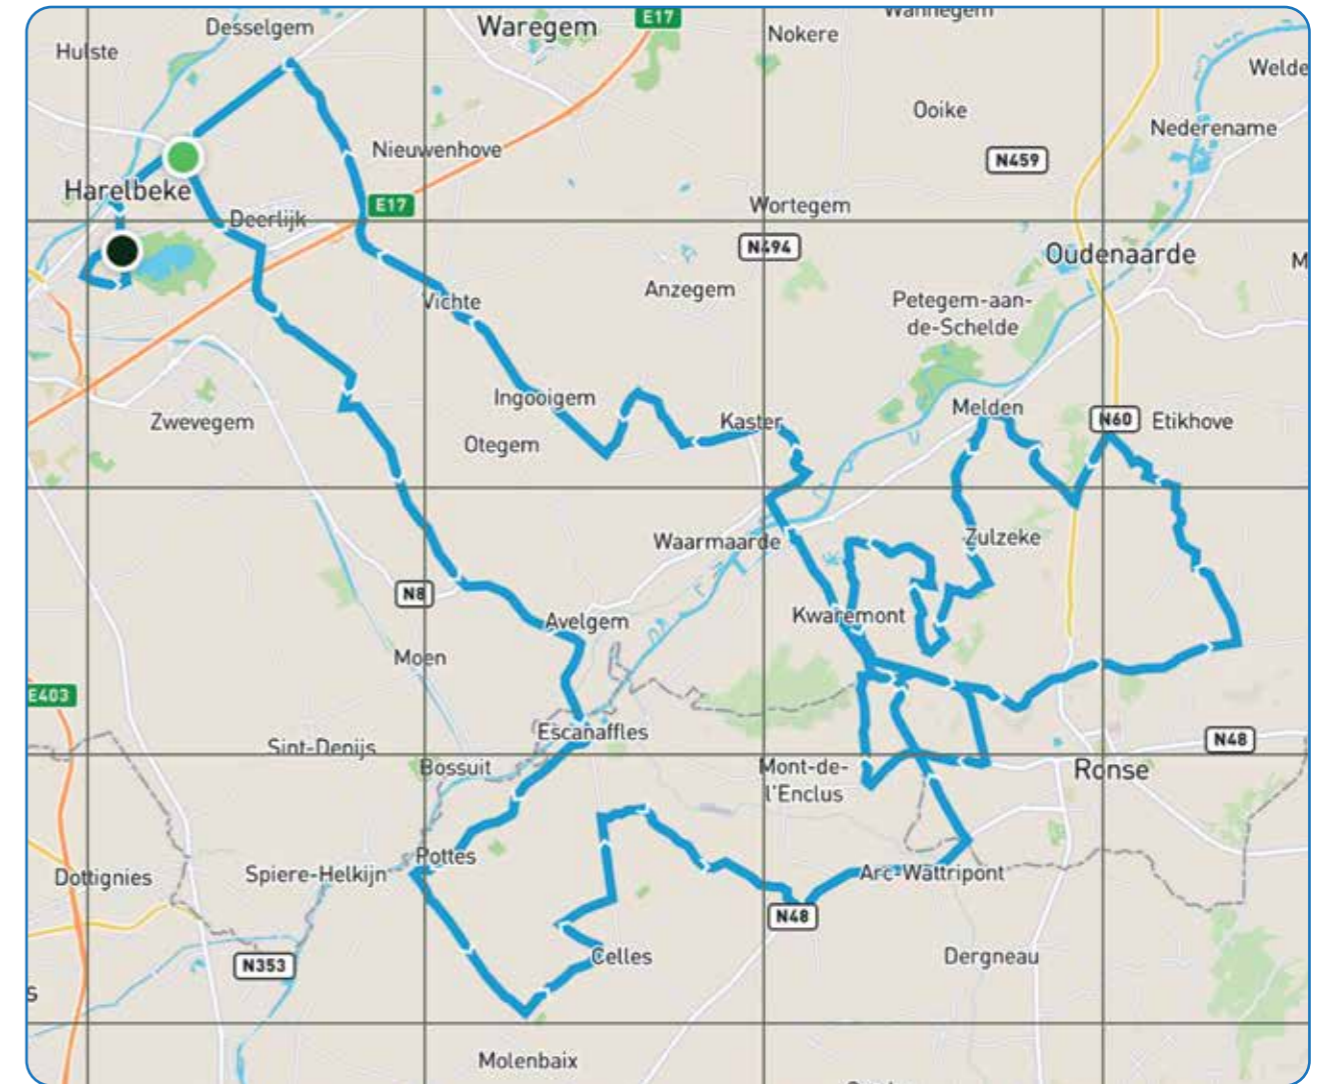 Wannegem
Desselgem
Waregem
E17
Nokere
Hulste
Welde
Ooike
Nederename
Nieuwenhove
N459
Harelbeke
E17
Wortegem
Deerlijk
N494
Oudenaarde
M
Anzegem
Vichte
Petegem-aan-
de-Schelde
Ingooigem
Melden
Zwevegem
Kaster
N60
Etikhove
Otegem
Waarmaarde
Zulzeke
N8
Avelgem
Kwaremont
Moen
E403
Escanaffles
Sint-Denijs
N48
Bossuit
Mont-de-
l'Enclus
Ronse
Pottes
Dottignies
Spiere-Helkijn
Arc-Wattripont
N48
Celles
Dergneau
N353
s
Molenbaix